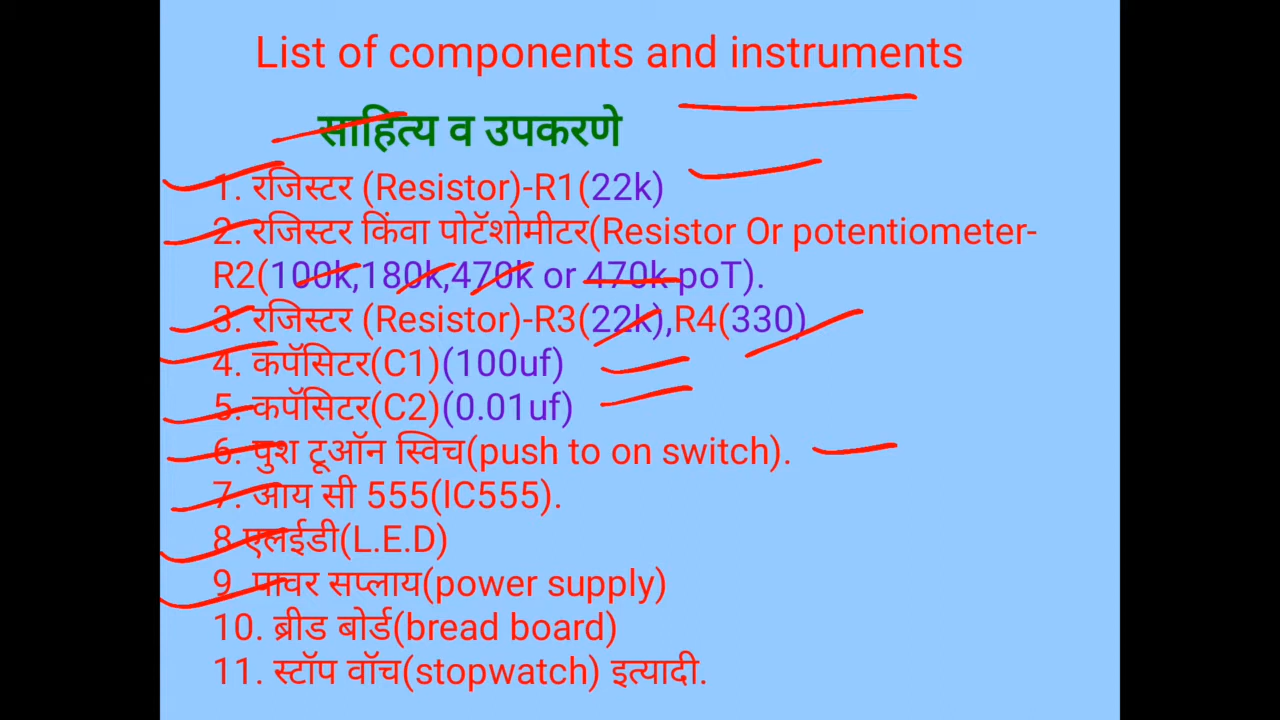 List of components and instruments
साहित्य व उपकरणे
1. रजिस्टर (Resistor)-R1(22k)
2. रजिस्टर किंवा पोटॅशोमीटर(Resistor Or potentiometer-
R2(100k,180k,470k or 470k poT).
3. रजिस्टर (Resistor)-R3(22k),R4(330)
4. कपॅसिटर(C1)(100uf)
5. कपॅसिटर(C2)(0.01uf)
6. पुश टूऑन स्विच(push to on switch).
7. आय सी 555(IC555).
8 एलईडी(L.E.D)
9. पावर सप्लाय(power supply)
10. ब्रीड बोर्ड(bread board)
11. स्टॉप वॉच(stopwatch) इत्यादी.